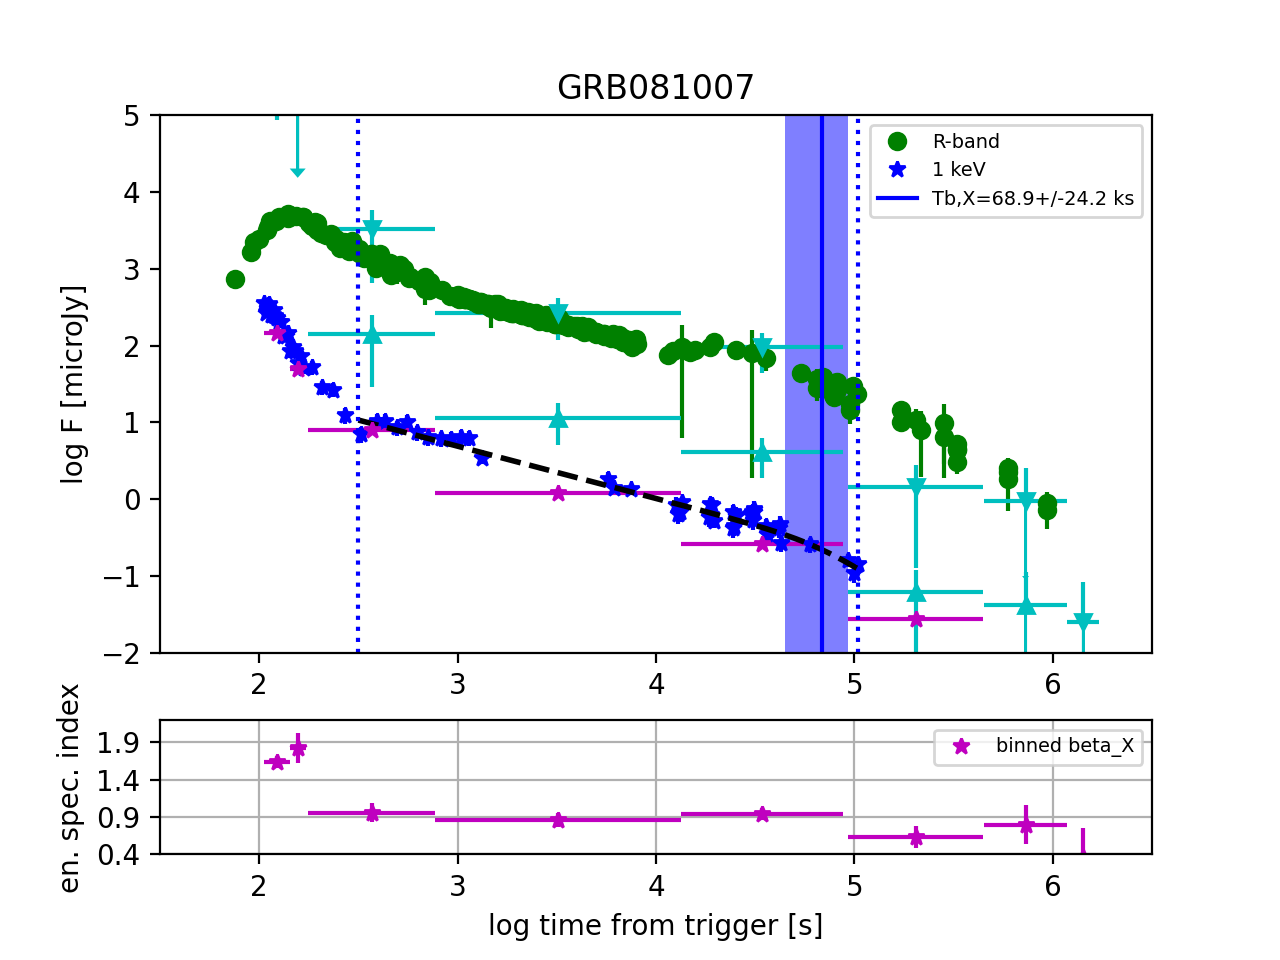 GRB081007
log F [microJy]
5
4
3
2
1
0
−1
−2
R-band
1 keV
Tb,X=68.9+/-24.2 ks
2 3 4 5 6
en. spec. index
1.9
1.4
0.9
0.4
binned beta_X
2 3 4 5 6
log time from trigger [s]